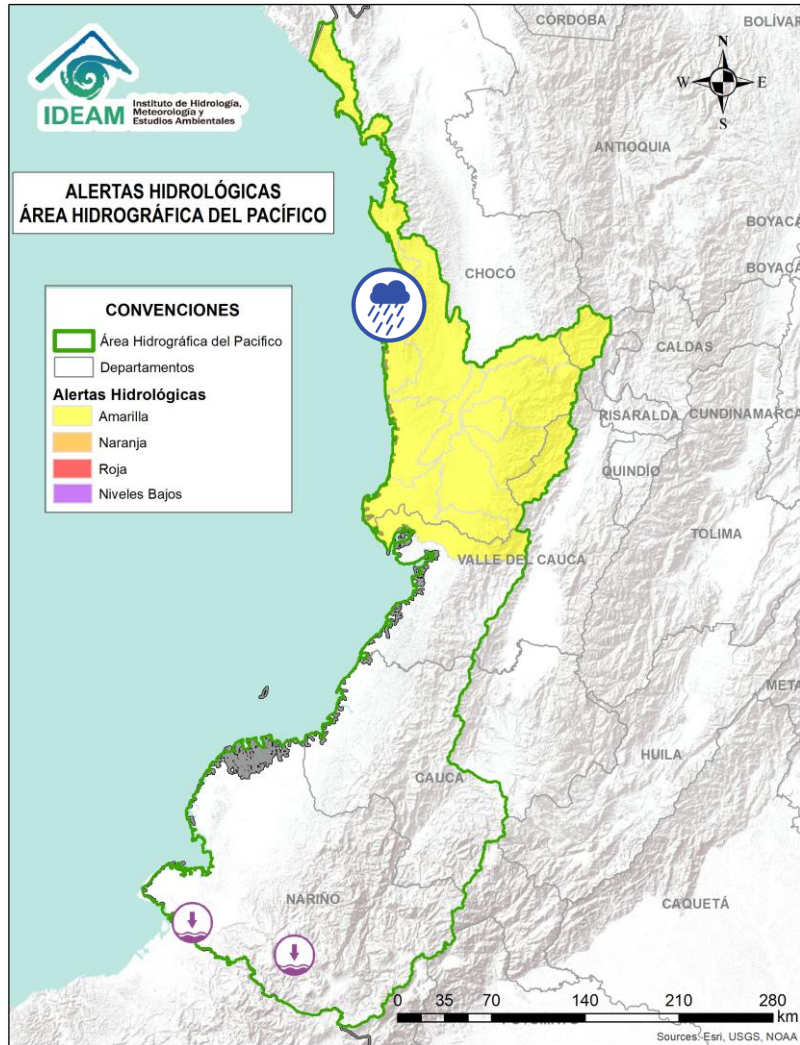 IDEAM
Instituto de Hidrología,
Meteorología y
Estudios Ambientales
ALERTAS HIDROLÓGICAS
ÁREA HIDROGRÁFICA DEL PACÍFICO
CONVENCIONES
Área Hidrográfica del Pacifico
Departamentos
Alertas Hidrológicas
Amarilla
Naranja
Roja
Niveles Bajos
CÓRDOBA
BOLÍVAR
N
W
E
S
ANTIOQUIA
BOYACÁ
CHOCÓ
BOYACÁ
CALDAS
RISARALDA
CUNDINAMARCA
QUINDÍO
TOLIMA
VALLE DEL CAUCA
META
HUILA
CAUCA
NARIÑO
CAQUETÁ
0 35 70 140 210 280
km
Sources: Esri, USGS, NOAA